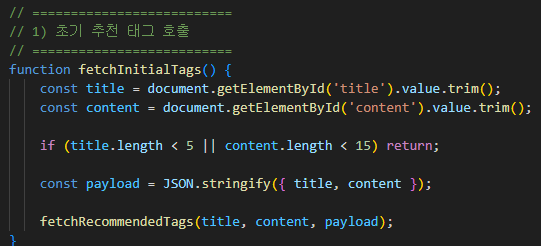 // =========================
// 1) 초기 추천 태그 호출
// =========================
function fetchInitialTags() {
    const title = document.getElementById('title').value.trim();
    const content = document.getElementById('content').value.trim();

    if (title.length < 5 || content.length < 15) return;

    const payload = JSON.stringify({ title, content });

    fetchRecommendedTags(title, content, payload);
}